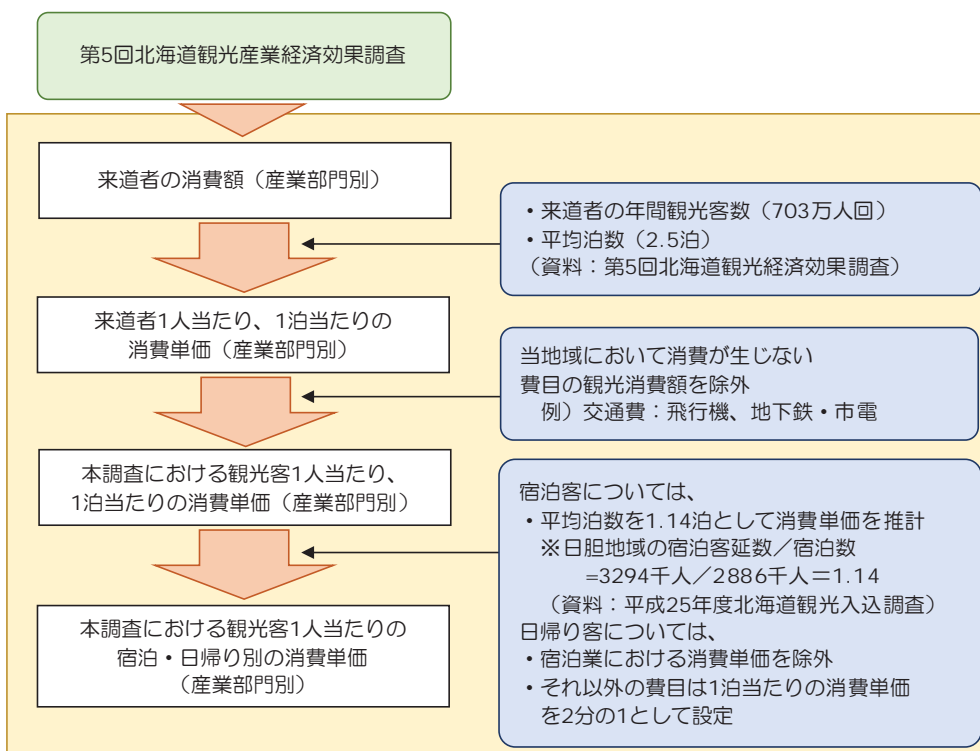 第5回北海道観光産業経済効果調査
来道者の消費額（産業部門別）
・来道者の年間観光客数（703万人回）
・平均泊数（2.5泊）
（資料：第5回北海道観光経済効果調査）
来道者1人当たり、1泊当たりの
消費単価（産業部門別）
当地域において消費が生じない
費目の観光消費額を除外
例）交通費：飛行機、地下鉄・市電
本調査における観光客1人当たり、
1泊当たりの消費単価（産業部門別）
宿泊客については、
・平均泊数を1.14泊として消費単価を推計
※日胆地域の宿泊客延数／宿泊数
=3294千人／2886千人＝1.14
（資料：平成25年度北海道観光入込調査）
日帰り客については、
・宿泊業における消費単価を除外
・それ以外の費目は1泊当たりの消費単価
を2分の1として設定
本調査における観光客1人当たりの
宿泊・日帰り別の消費単価
（産業部門別）